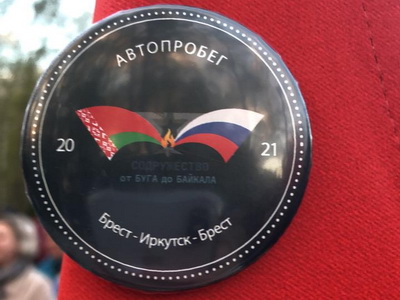 АВТОПРОБЕГ
20 21
СОДРУЖЕСТВО
от БУГА до БАЙКАЛА
Брест - Иркутск - Брест